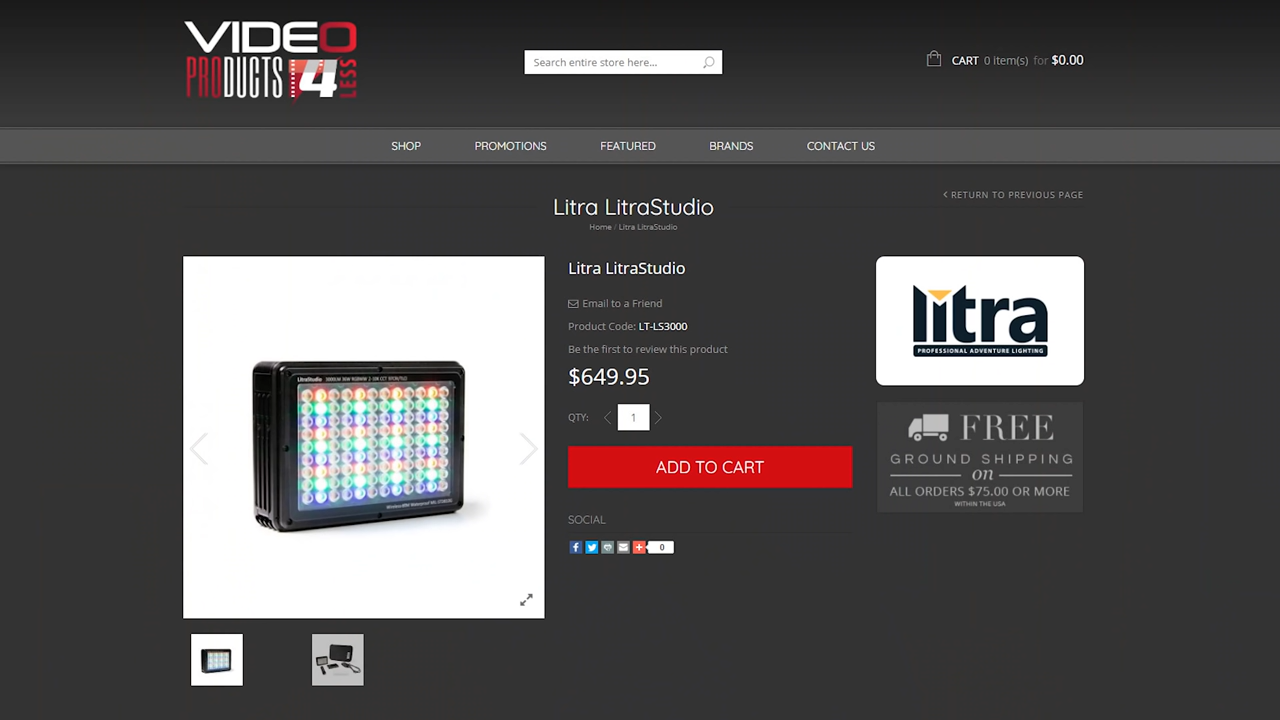 VIDEO
PRODUCTS 4 LESS
Search entire store here...
CART 0 item(s) for $0.00
SHOP
PROMOTIONS
FEATURED
BRANDS
CONTACT US
RETURN TO PREVIOUS PAGE
Litra LitraStudio
Home / Litra LitraStudio
Litra LitraStudio
Email to a Friend
Product Code: LT-LS3000
Be the first to review this product
$649.95
QTY: 1
ADD TO CART
SOCIAL
0
litra
PROFESSIONAL ADVENTURE LIGHTING
FREE
GROUND SHIPPING
on
ALL ORDERS $75.00 OR MORE
WITHIN THE USA
LitraStudio